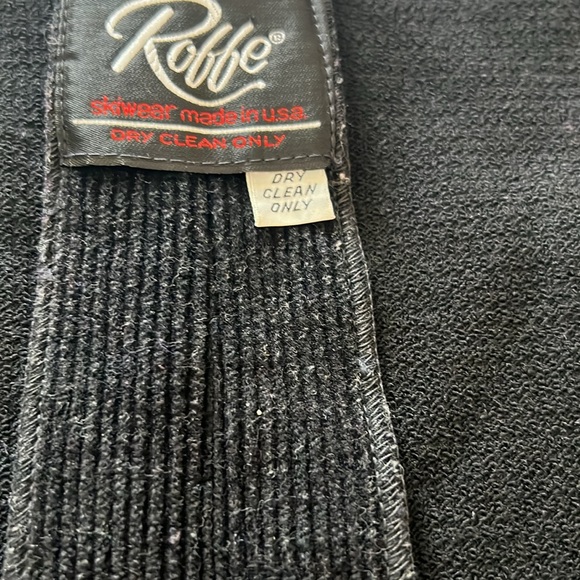 Roffe®
skiwear made in u.s.a.
DRY CLEAN ONLY
DRY
CLEAN
ONLY